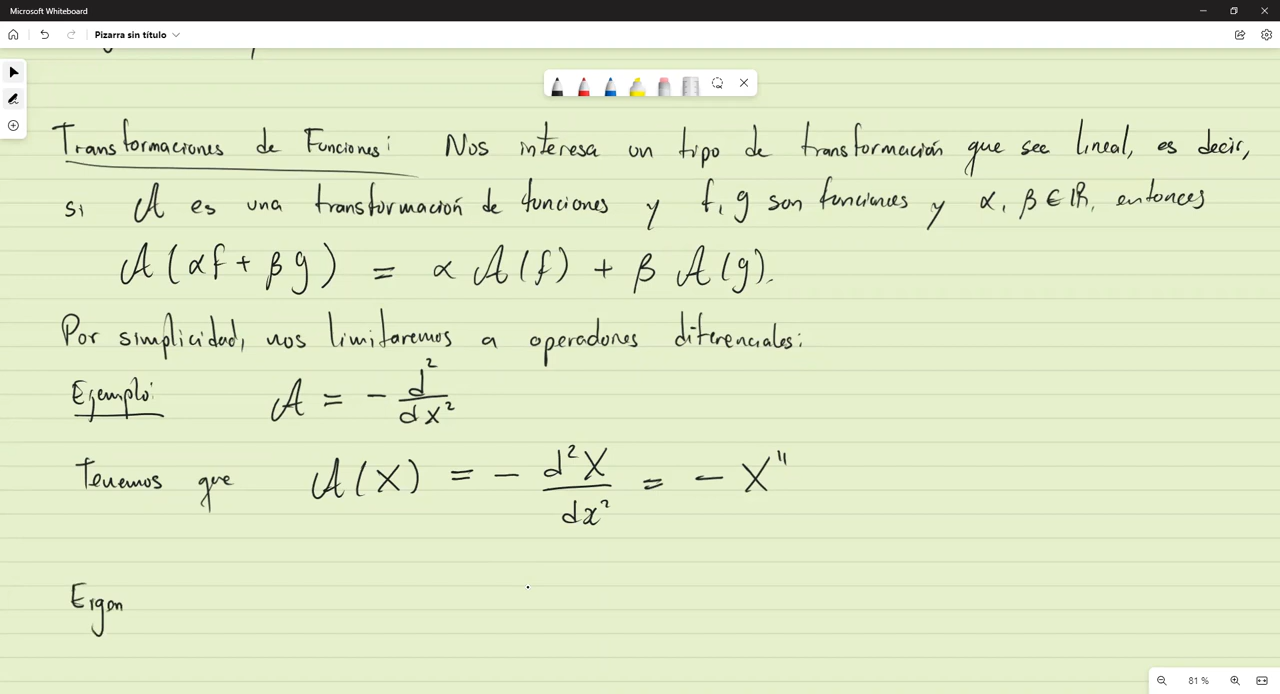 Microsoft Whiteboard
Pizarra sin título
Transformaciones de Funciones: Nos interesa un tipo de transformación que see lineal, es decir,
si A es una transformación de funciones y f, g son funciones y α, β ∈ ℝ, entonces
A(αf + βg) = α A(f) + β A(g).
Por simplicidad, nos limitaremos a operadores diferenciales:
Ejemplo: A = - d²/dx²
Tenemos que A(X) = - d²X/dx² = - X''
Eigon
81 %